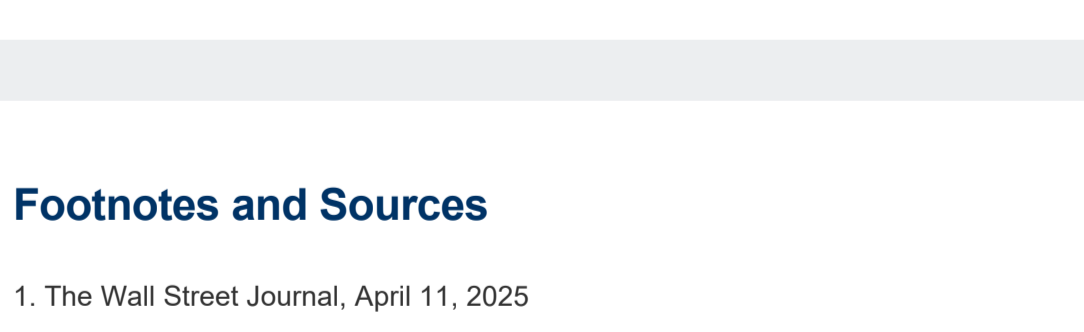 Footnotes and Sources
1. The Wall Street Journal, April 11, 2025